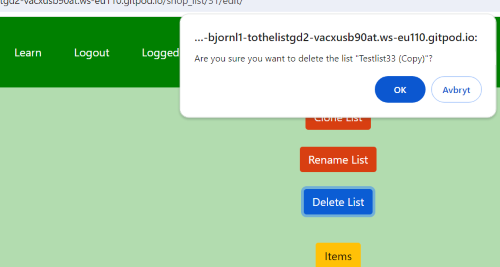 tgd2-vacxusb90at.ws-eu110.gitpod.io/shop_list/31/edit/
Learn
Logout
Logged
...-bjornl1-tothelistgd2-vacxusb90at.ws-eu110.gitpod.io:
Are you sure you want to delete the list "Testlist33 (Copy)"?
OK
Avbryt
Clone List
Rename List
Delete List
Items